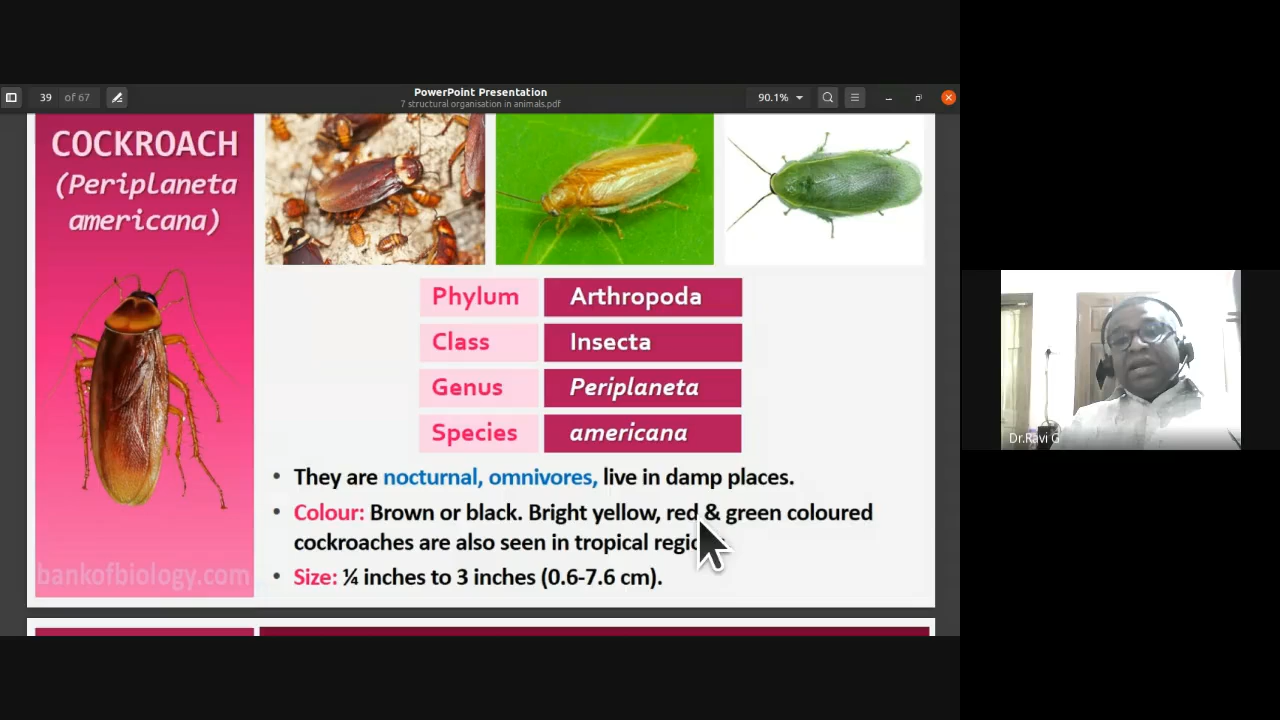 39 of 67
PowerPoint Presentation
7 structural organisation in animals.pdf
90.1%
COCKROACH
(Periplaneta
americana)
bankofbiology.com
Phylum Arthropoda
Class Insecta
Genus Periplaneta
Species americana
• They are nocturnal, omnivores, live in damp places.
• Colour: Brown or black. Bright yellow, red & green coloured
cockroaches are also seen in tropical
• Size: ¼ inches to 3 inches (0.6-7.6 cm).
Dr.Ravi G